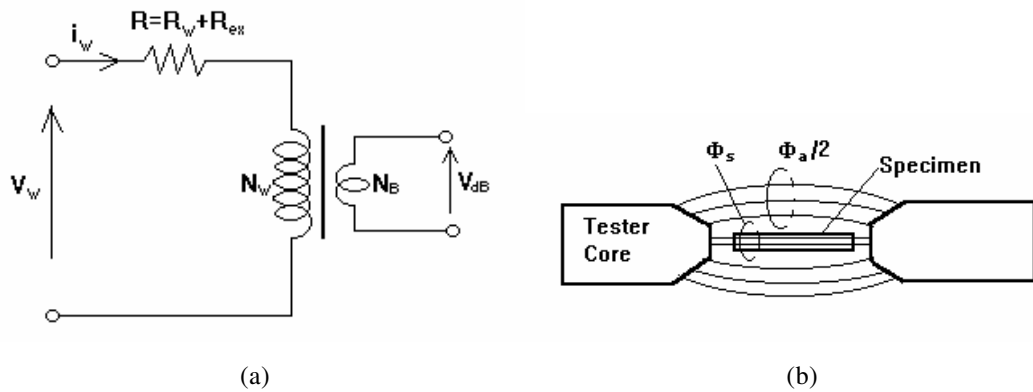 R=R_w+R_ex
i_w
V_w
N_w
N_B
V_dB
(a)
Φ_s
Φ_a/2
Specimen
Tester
Core
(b)